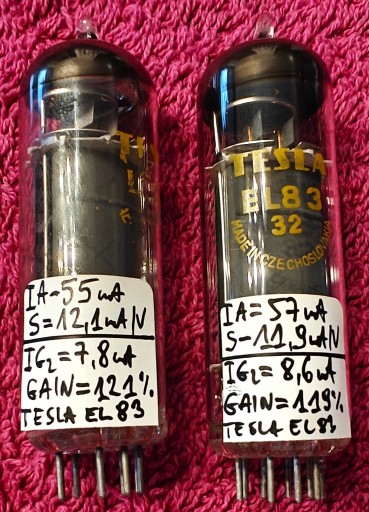 IA-55mA
S=12,1mA/V
IG2=7,8mA
GAIN=121%
TESLA EL83
TESLA
EL83
32
MADE IN CZECHOSLOVAKIA
IA=57mA
S-11,9mA/V
IG2=8,6mA
GAIN=119%
TESLA EL83